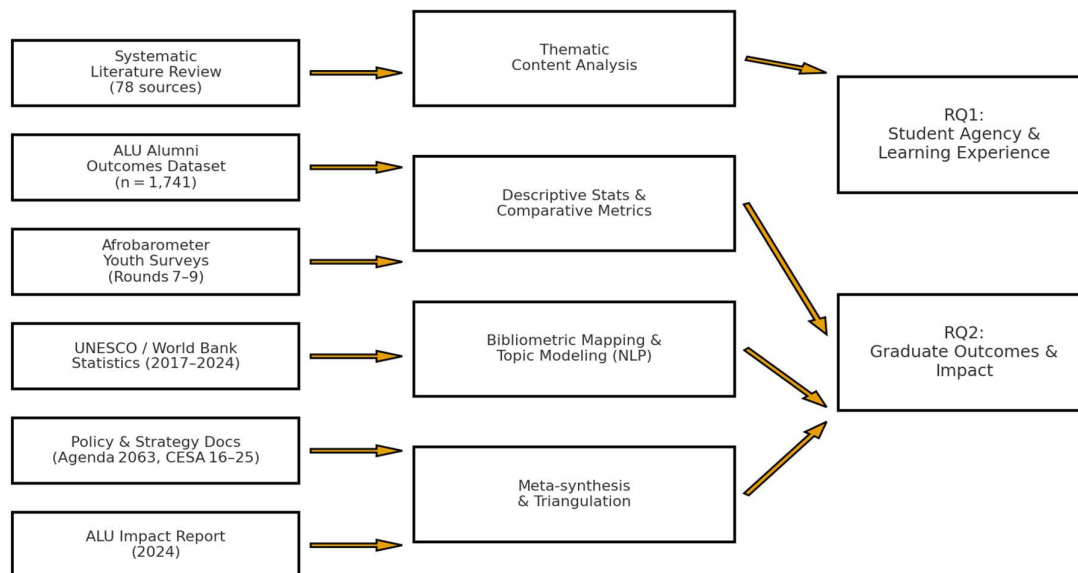 Systematic
Literature Review
(78 sources)
ALU Alumni
Outcomes Dataset
(n = 1,741)
Afrobarometer
Youth Surveys
(Rounds 7–9)
UNESCO / World Bank
Statistics (2017–2024)
Policy & Strategy Docs
(Agenda 2063, CESA 16–25)
ALU Impact Report
(2024)
Thematic
Content Analysis
Descriptive Stats &
Comparative Metrics
Bibliometric Mapping &
Topic Modeling (NLP)
Meta-synthesis
& Triangulation
RQ1:
Student Agency &
Learning Experience
RQ2:
Graduate Outcomes &
Impact